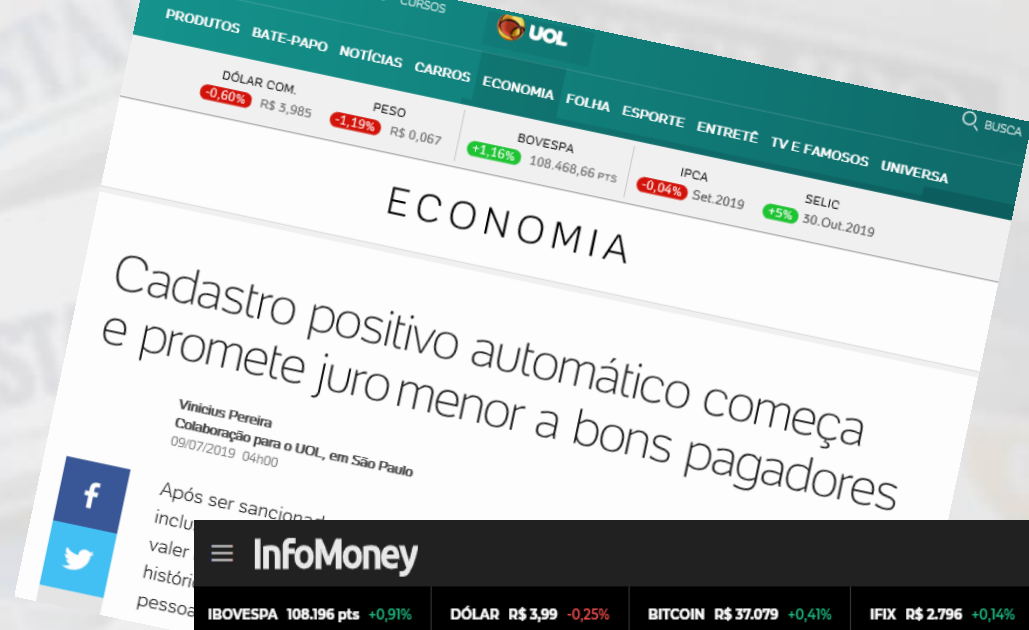 CURSOS
UOL
PRODUTOS BATE-PAPO NOTÍCIAS CARROS ECONOMIA FOLHA ESPORTE ENTRETÊ TV E FAMOSOS UNIVERSA
BUSCA
DÓLAR COM. PESO BOVESPA IPCA SELIC
-0,60% R$ 3,985 -1,19% R$ 0,067 +1,16% 108.468,66 PTS -0,04% Set.2019 +5% 30.Out.2019
ECONOMIA
Cadastro positivo automático começa
e promete juro menor a bons pagadores
Vinicius Pereira
Colaboração para o UOL, em São Paulo
09/07/2019 04h00
Após ser
valer
InfoMoney
IBOVESPA 108.196 pts +0,91% DÓLAR R$ 3,99 -0,25% BITCOIN R$ 37.079 +0,41% IFIX R$ 2.796 +0,14%